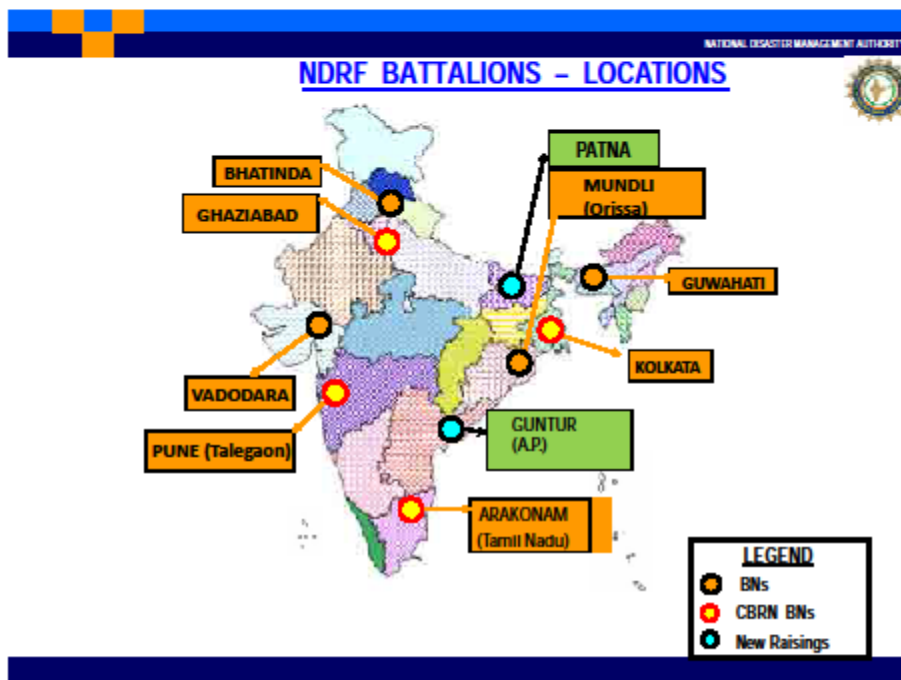 NATIONAL DISASTER MANAGEMENT AUTHORITY
NDRF BATTALIONS – LOCATIONS
PATNA
BHATINDA
MUNDLI
(Orissa)
GHAZIABAD
GUWAHATI
KOLKATA
VADODARA
GUNTUR
(A.P.)
PUNE (Talegaon)
ARAKONAM
(Tamil Nadu)
LEGEND
BNs
CBRN BNs
New Raisings